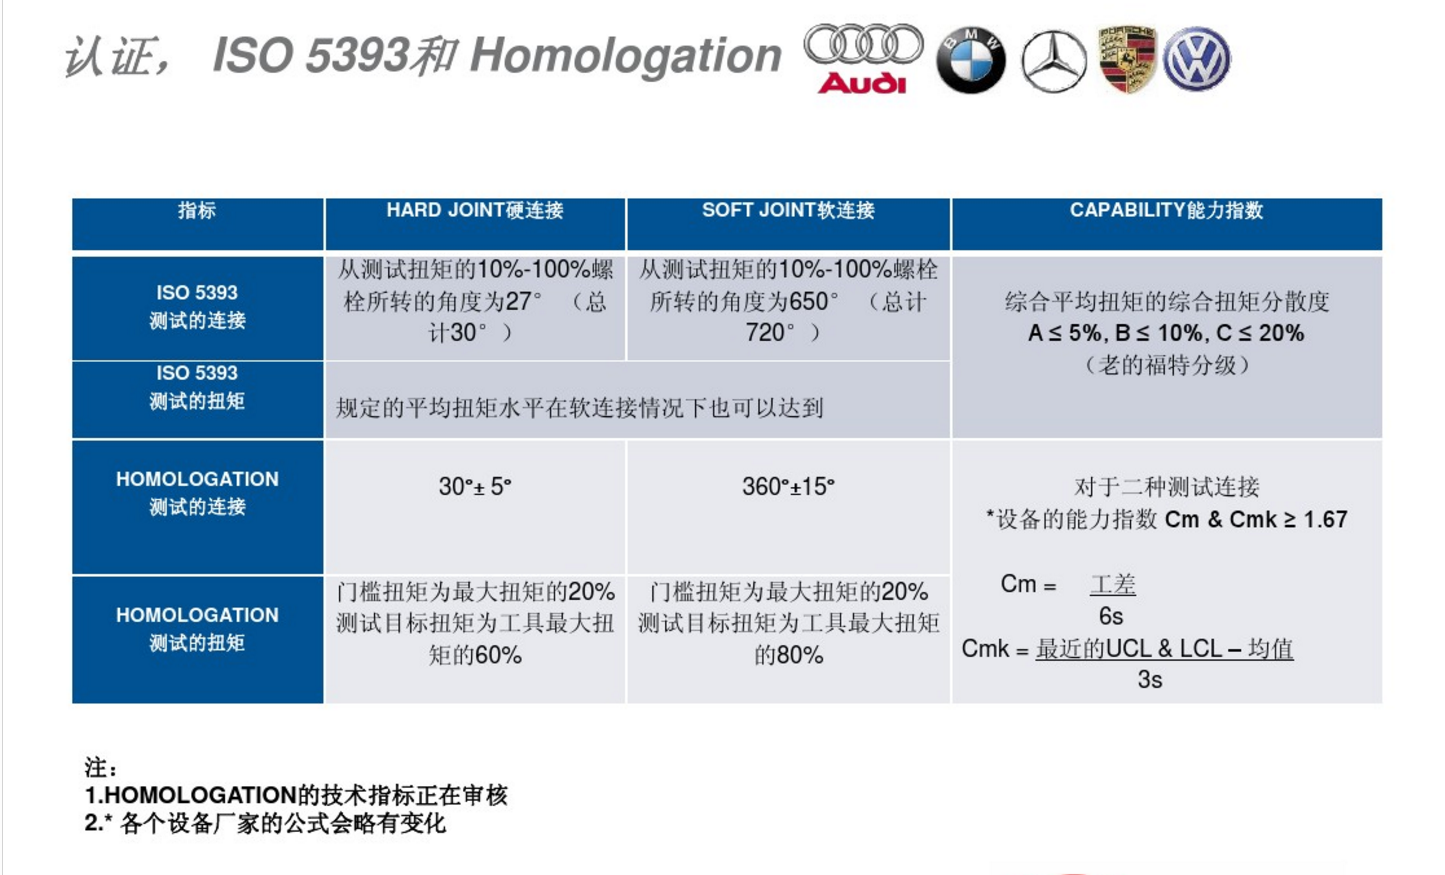 认证， ISO 5393和 Homologation
Audi
BMW
PORSCHE
指标
HARD JOINT硬连接
SOFT JOINT软连接
CAPABILITY能力指数
ISO 5393
测试的连接
从测试扭矩的10%-100%螺
栓所转的角度为27° （总
计30°）
从测试扭矩的10%-100%螺栓
所转的角度为650° （总计
720°）
综合平均扭矩的综合扭矩分散度
A ≤ 5%, B ≤ 10%, C ≤ 20%
（老的福特分级）
ISO 5393
测试的扭矩
规定的平均扭矩水平在软连接情况下也可以达到
HOMOLOGATION
测试的连接
30°± 5°
360°±15°
对于二种测试连接
*设备的能力指数 Cm & Cmk ≥ 1.67
Cm = 工差
6s
Cmk = 最近的UCL & LCL – 均值
3s
HOMOLOGATION
测试的扭矩
门槛扭矩为最大扭矩的20%
测试目标扭矩为工具最大扭
矩的60%
门槛扭矩为最大扭矩的20%
测试目标扭矩为工具最大扭矩
的80%
注：
1.HOMOLOGATION的技术指标正在审核
2.* 各个设备厂家的公式会略有变化